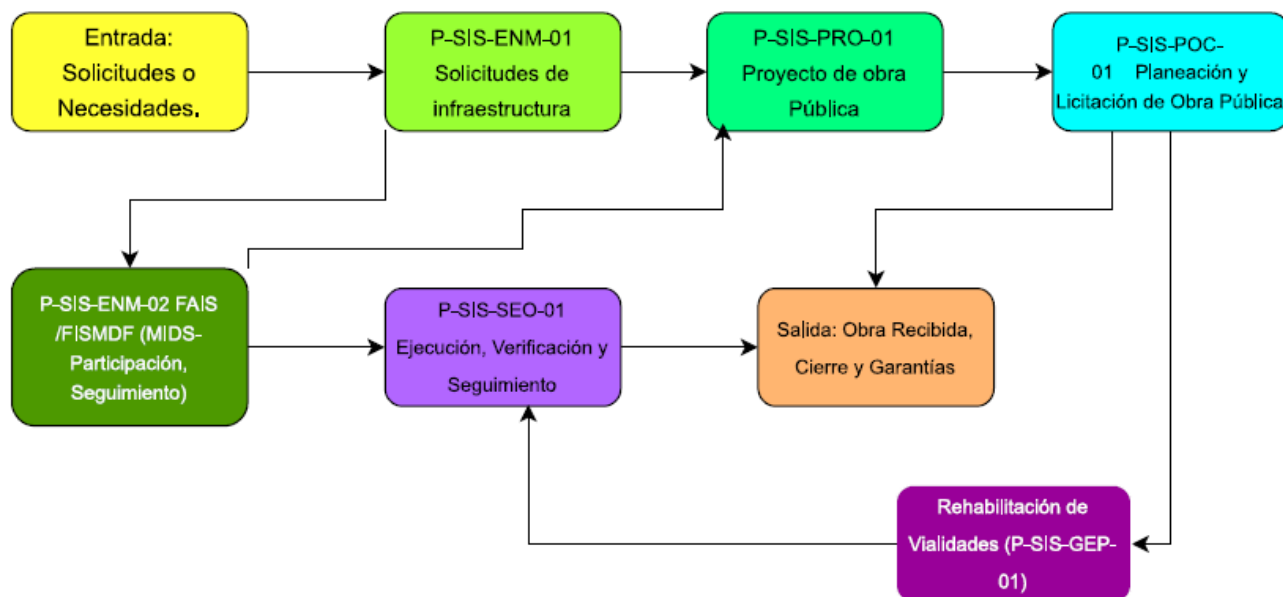 Entrada:
Solicitudes o
Necesidades.
P-SIS-ENM-01
Solicitudes de
infraestructura
P-SIS-PRO-01
Proyecto de obra
Pública
P-SIS-POC-
01 Planeación y
Licitación de Obra Pública
P-SIS-ENM-02 FAIS
/FISMDF (MIDS-
Participación,
Seguimiento)
P-SIS-SEO-01
Ejecución, Verificación y
Seguimiento
Salida: Obra Recibida,
Cierre y Garantías
Rehabilitación de
Vialidades (P-SIS-GEP-
01)